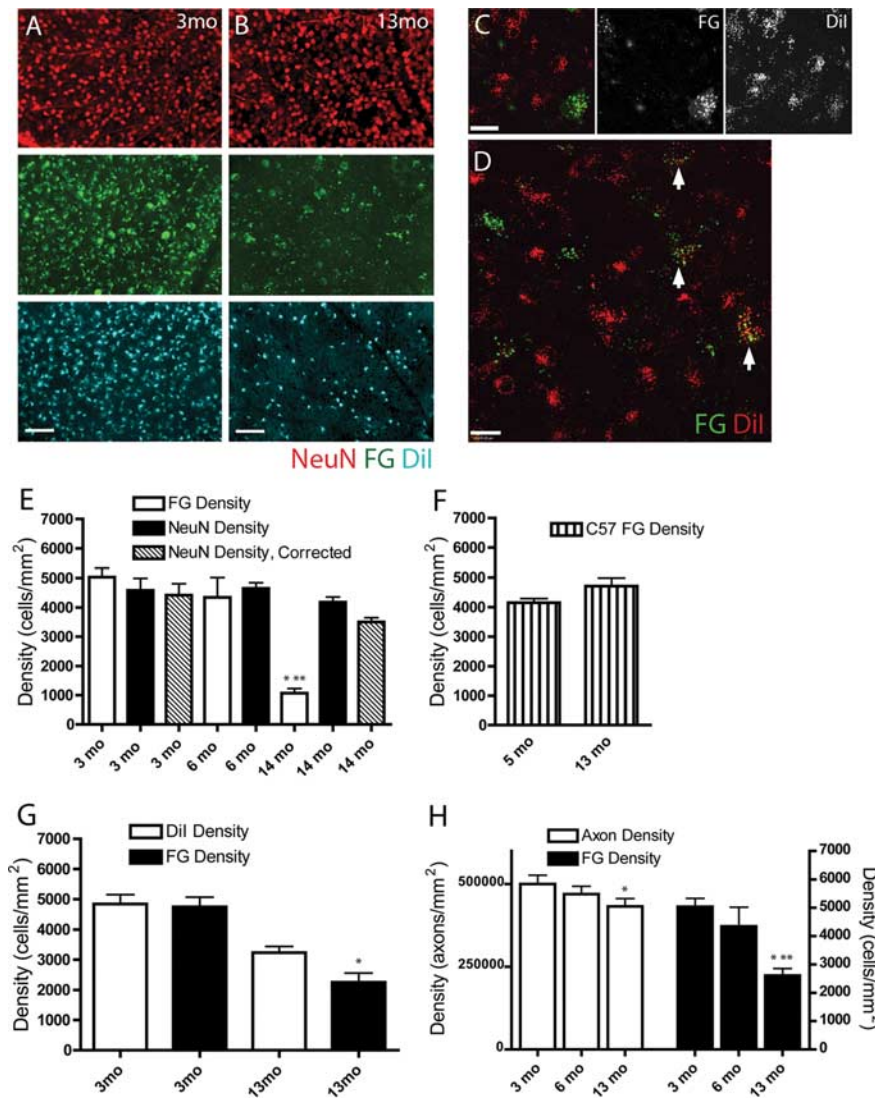 A 3mo B 13mo
C FG DiI
D
FG DiI
NeuN FG DiI
E
FG Density
NeuN Density
NeuN Density, Corrected
Density (cells/mm²)
7000
6000
5000
4000
3000
2000
1000
0
* **
3 mo 3 mo 3 mo 6 mo 6 mo 14 mo 14 mo 14 mo
F
C57 FG Density
Density (cells/mm²)
7000
6000
5000
4000
3000
2000
1000
0
5 mo 13 mo
G
DiI Density
FG Density
Density (cells/mm²)
7000
6000
5000
4000
3000
2000
1000
0
*
3mo 3mo 13mo 13mo
H
Axon Density
FG Density
Density (axons/mm²)
500000
250000
0
*
* **
3 mo 6 mo 13 mo 3 mo 6 mo 13 mo
7000
6000
5000
4000
3000
2000
1000
0
Density (cells/mm²)